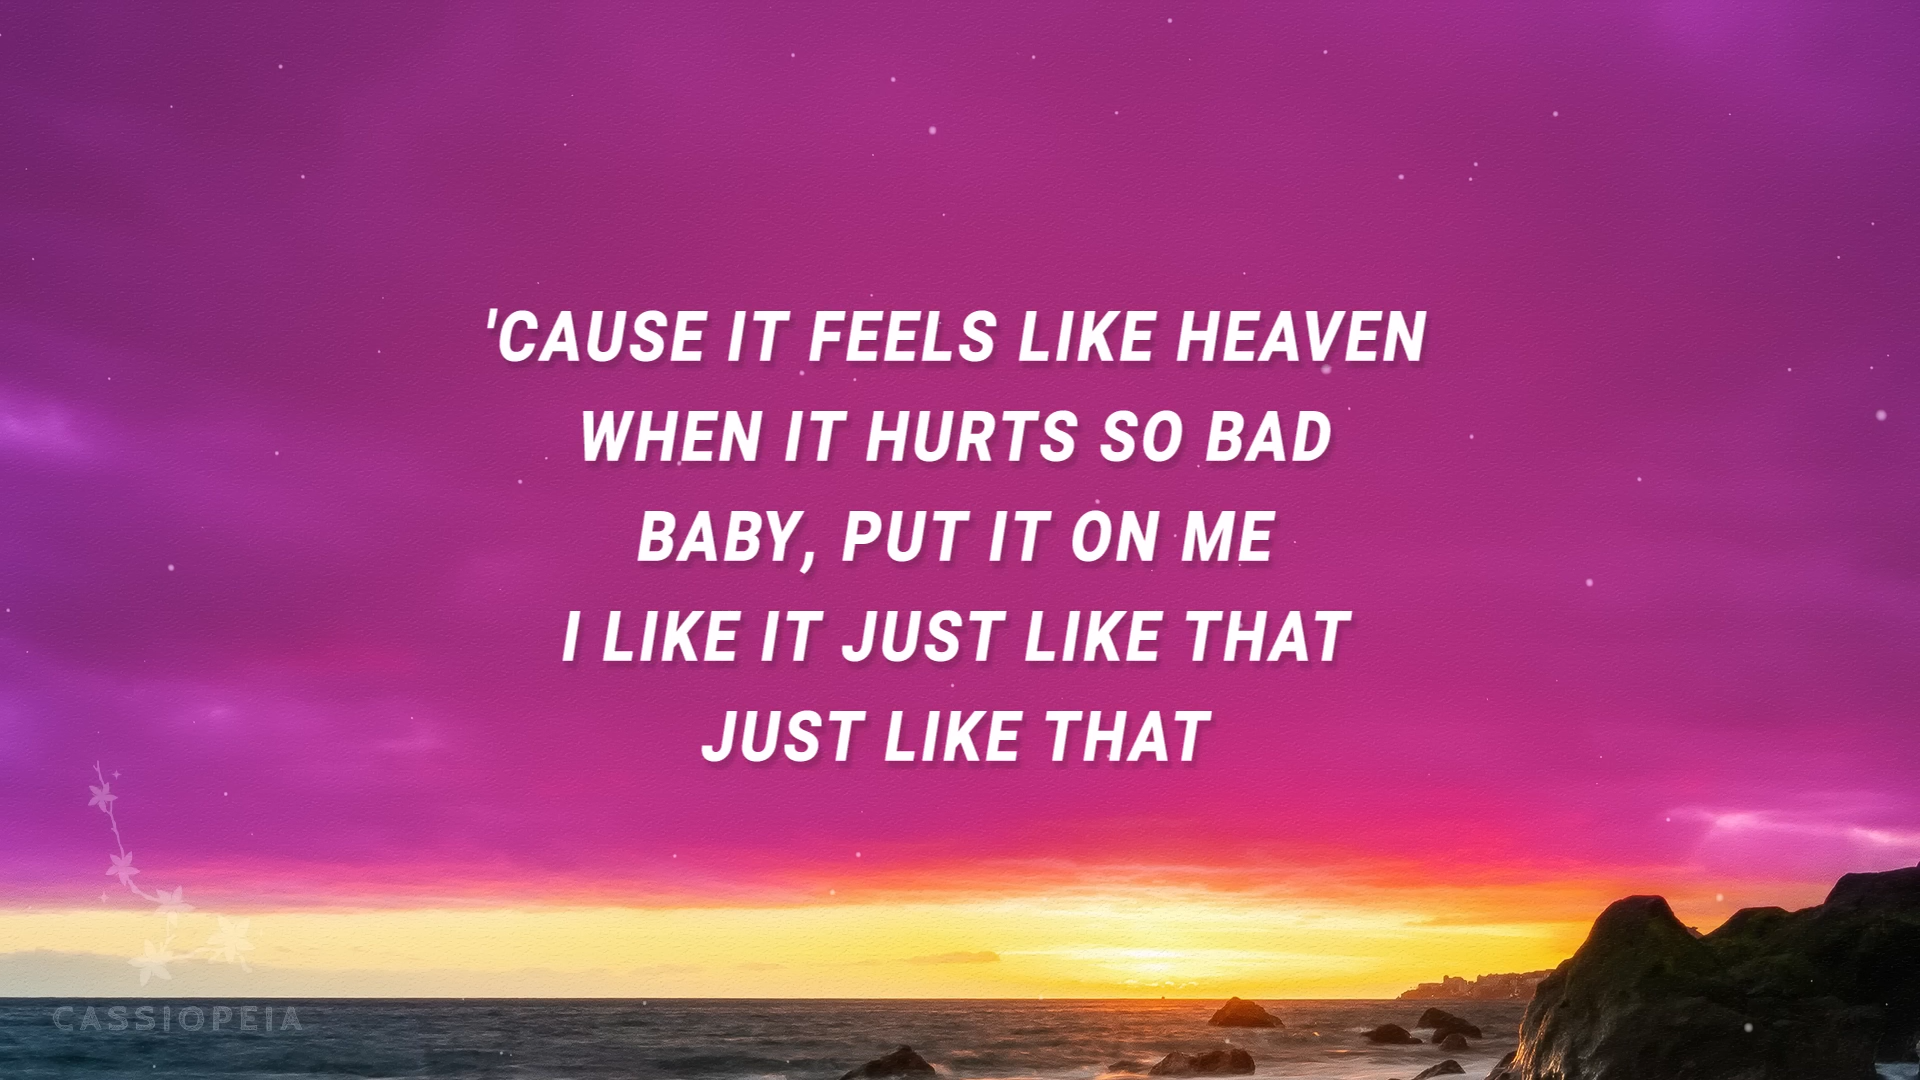 'CAUSE IT FEELS LIKE HEAVEN
WHEN IT HURTS SO BAD
BABY, PUT IT ON ME
I LIKE IT JUST LIKE THAT
JUST LIKE THAT
CASSIOPEIA